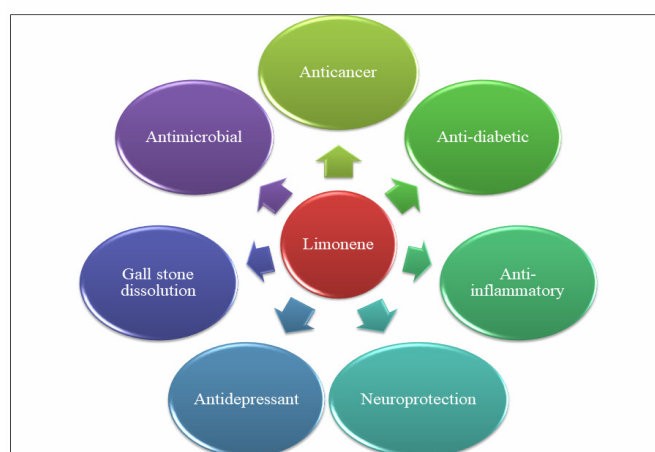 Anticancer
Antimicrobial
Anti-diabetic
Limonene
Gall stone
dissolution
Anti-
inflammatory
Antidepressant
Neuroprotection